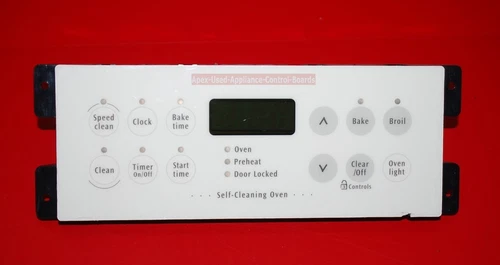 Apex-Used-Appliance-Control-Boards
Speed
clean
Clock
Bake
time
Bake
Broil
Oven
Preheat
Door Locked
Clean
Timer
On/Off
Start
time
Clear
/Off
Oven
light
Controls
Self-Cleaning Oven